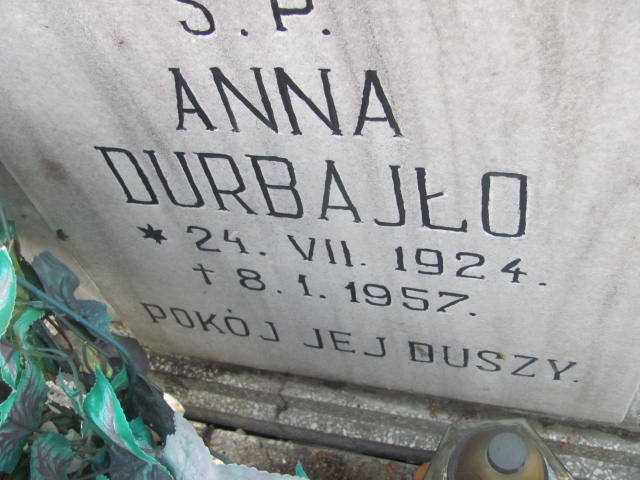 Ś.P.
ANNA
DURBAJŁO
* 24. VII. 1924.
† 8.1.1957.
POKÓJ JEJ DUSZY.